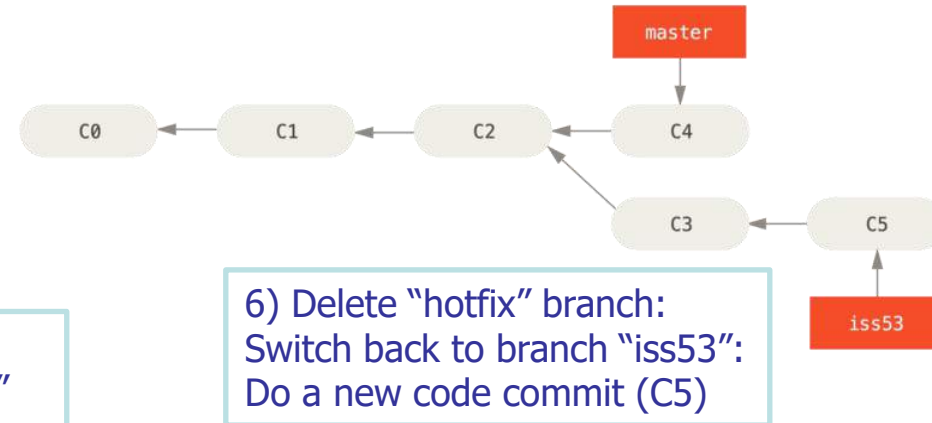 master
C0
C1
C2
C4
C3
C5
iss53
”
6) Delete “hotfix” branch:
Switch back to branch “iss53”:
Do a new code commit (C5)